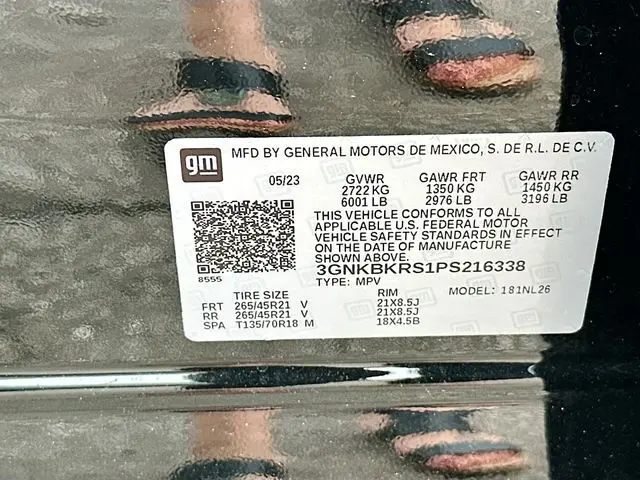 gm MFD BY GENERAL MOTORS DE MEXICO, S. DE R.L. DE C.V.
05/23 GVWR GAWR FRT GAWR RR
2722 KG 1350 KG 1450 KG
6001 LB 2976 LB 3196 LB
THIS VEHICLE CONFORMS TO ALL
APPLICABLE U.S. FEDERAL MOTOR
VEHICLE SAFETY STANDARDS IN EFFECT
ON THE DATE OF MANUFACTURE
SHOWN ABOVE.
8555 3GNKBKRS1PS216338
TYPE: MPV MODEL: 181NL26
TIRE SIZE RIM
FRT 265/45R21 V 21X8.5J
RR 265/45R21 V 21X8.5J
SPA T135/70R18 M 18X4.5B